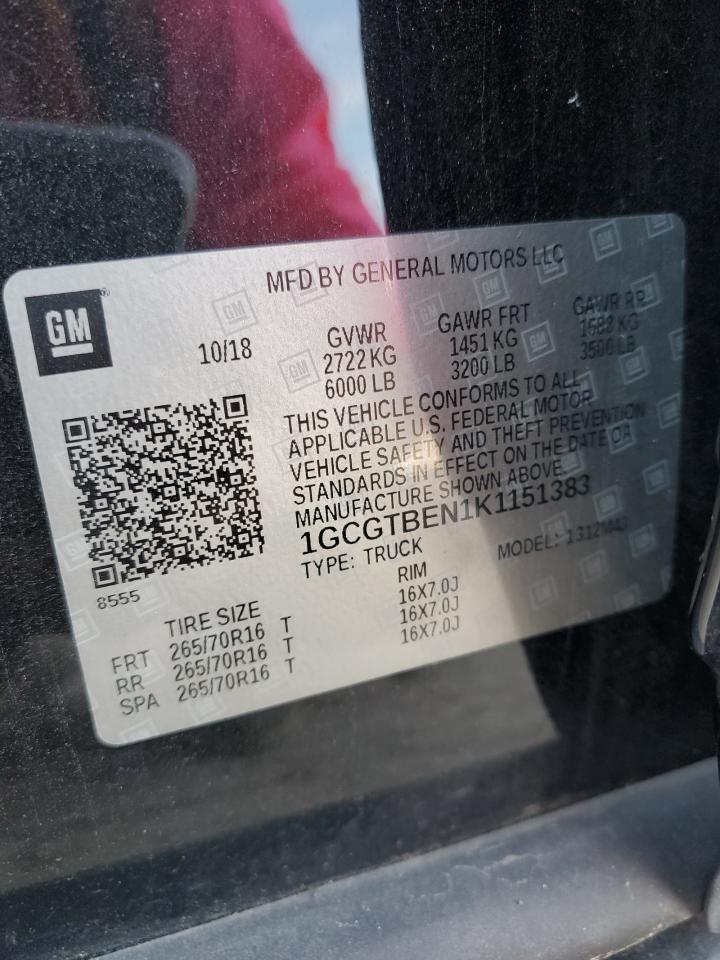 MFD BY GENERAL MOTORS LLC
GM
10/18
GVWR
2722 KG
6000 LB
GAWR FRT
1451 KG
3200 LB
GAWR RR
1588 KG
3500 LB
THIS VEHICLE CONFORMS TO ALL
APPLICABLE U.S. FEDERAL MOTOR
VEHICLE SAFETY AND THEFT PREVENTION
STANDARDS IN EFFECT ON THE DATE OF
MANUFACTURE SHOWN ABOVE.
1GCGTBEN1K1151383
TYPE: TRUCK MODEL: 
8555
TIRE SIZE RIM
FRT 265/70R16 T 16X7.0J
RR 265/70R16 T 16X7.0J
SPA 265/70R16 T 16X7.0J